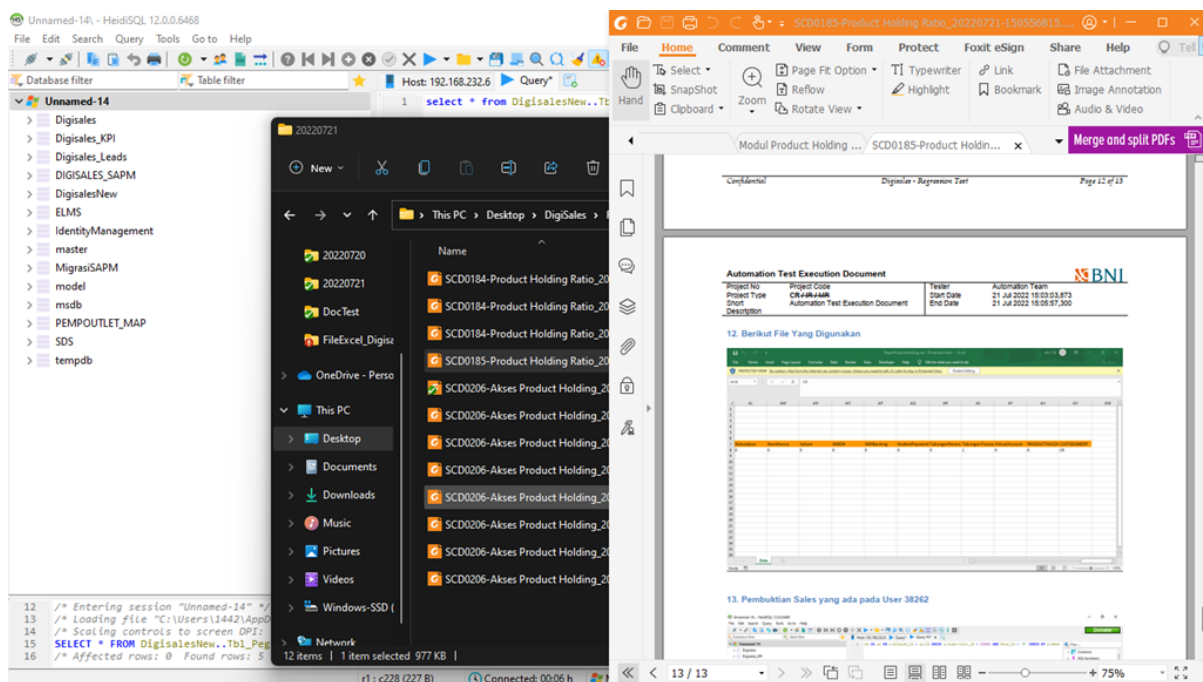 Unnamed-14\ - HeidiSQL 12.0.0.6468
File Edit Search Query Tools Go to Help
Database filter Table filter
Host: 192.168.232.6 Query*
1 select * from DigisalesNew..Tb
Unnamed-14
Digisales
Digisales_KPI
Digisales_Leads
DIGISALES_SAPM
DigisalesNew
ELMS
IdentityManagement
master
MigrasiSAPM
model
msdb
PEMPOUTLET_MAP
SDS
tempdb
12 /* Entering session "Unnamed-14" */
13 /* Loading file "C:\Users\1442\AppD
14 /* Scaling controls to screen DPI:
15 SELECT * FROM DigisalesNew..Tbl_Peg
16 /* Affected rows: 0 Found rows: 5
r1 : c228 (227 B) Connected: 00:06 h
20220721
New
This PC > Desktop > DigiSales >
20220720
20220721
DocTest
FileExcel_Digisa
OneDrive - Perso
This PC
Desktop
Documents
Downloads
Music
Pictures
Videos
Windows-SSD (
Network
Name
SCD0184-Product Holding Ratio_20
SCD0184-Product Holding Ratio_20
SCD0184-Product Holding Ratio_20
SCD0185-Product Holding Ratio_20
SCD0206-Akses Product Holding_20
SCD0206-Akses Product Holding_20
SCD0206-Akses Product Holding_20
SCD0206-Akses Product Holding_20
SCD0206-Akses Product Holding_20
SCD0206-Akses Product Holding_20
SCD0206-Akses Product Holding_20
SCD0206-Akses Product Holding_20
12 items 1 item selected 977 KB
SCD0185-Product Holding Ratio_20220721-150556815....
File Home Comment View Form Protect Foxit eSign Share Help Tell
Hand
Select
SnapShot
Clipboard
Zoom
Page Fit Option
Reflow
Rotate View
Typewriter
Highlight
Link
Bookmark
File Attachment
Image Annotation
Audio & Video
Modul Product Holding ... SCD0185-Product Holdin... Merge and split PDFs
Confidential Digisales - Regression Test Page 12 of 13
Automation Test Execution Document BNI
Project No Project Code Tester Automation Team
Project Type CR / IR / MR Start Date 21 Jul 2022 15:03:03,673
Short Description Automation Test Execution Document End Date 21 Jul 2022 15:05:57,300
12. Berikut File Yang Digunakan
13. Pembuktian Sales yang ada pada User 38262
13 / 13 75%